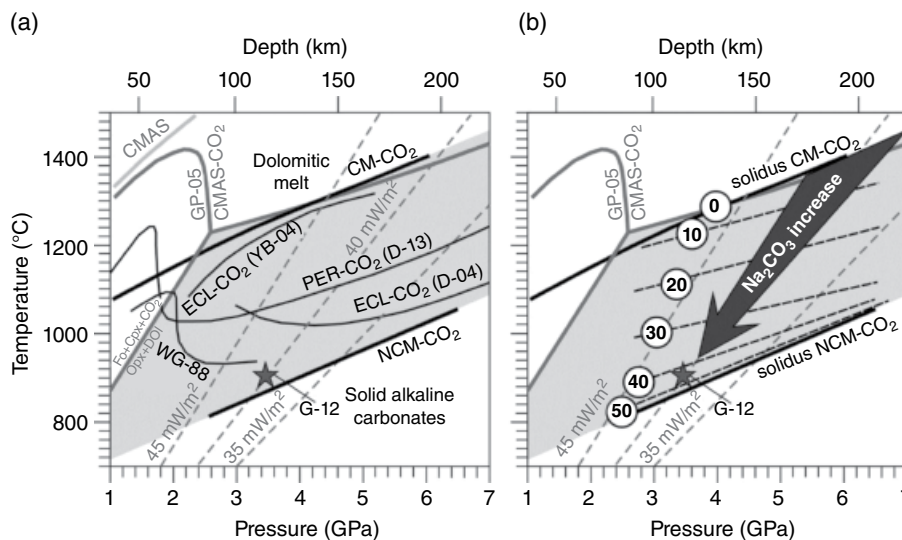 (a)
Depth (km)
50 100 150 200
CMAS
GP-05
CMAS-CO₂
Dolomitic
melt
CM-CO₂
40 mW/m²
ECL-CO₂ (YB-04)
PER-CO₂ (D-13)
ECL-CO₂ (D-04)
Fo+Cpx+CO₂
Opx+DOl
WG-88
NCM-CO₂
G-12
Solid alkaline
carbonates
45 mW/m²
35 mW/m²
Temperature (°C)
1400
1200
1000
800
1 2 3 4 5 6 7
Pressure (GPa)
(b)
Depth (km)
50 100 150 200
GP-05
CMAS-CO₂
solidus CM-CO₂
0
10
20
30
40
50
Na₂CO₃ increase
solidus NCM-CO₂
G-12
45 mW/m²
35 mW/m²
1 2 3 4 5 6 7
Pressure (GPa)